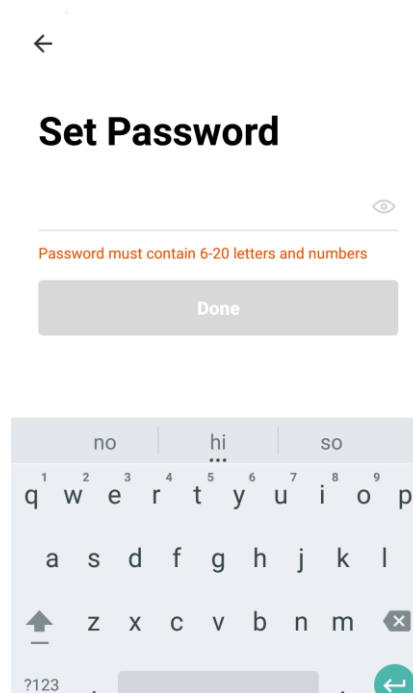 Set Password
Password must contain 6-20 letters and numbers
Done
no hi so
1 2 3 4 5 6 7 8 9
q w e r t y u i o p
a s d f g h j k l
z x c v b n m
?123 , .